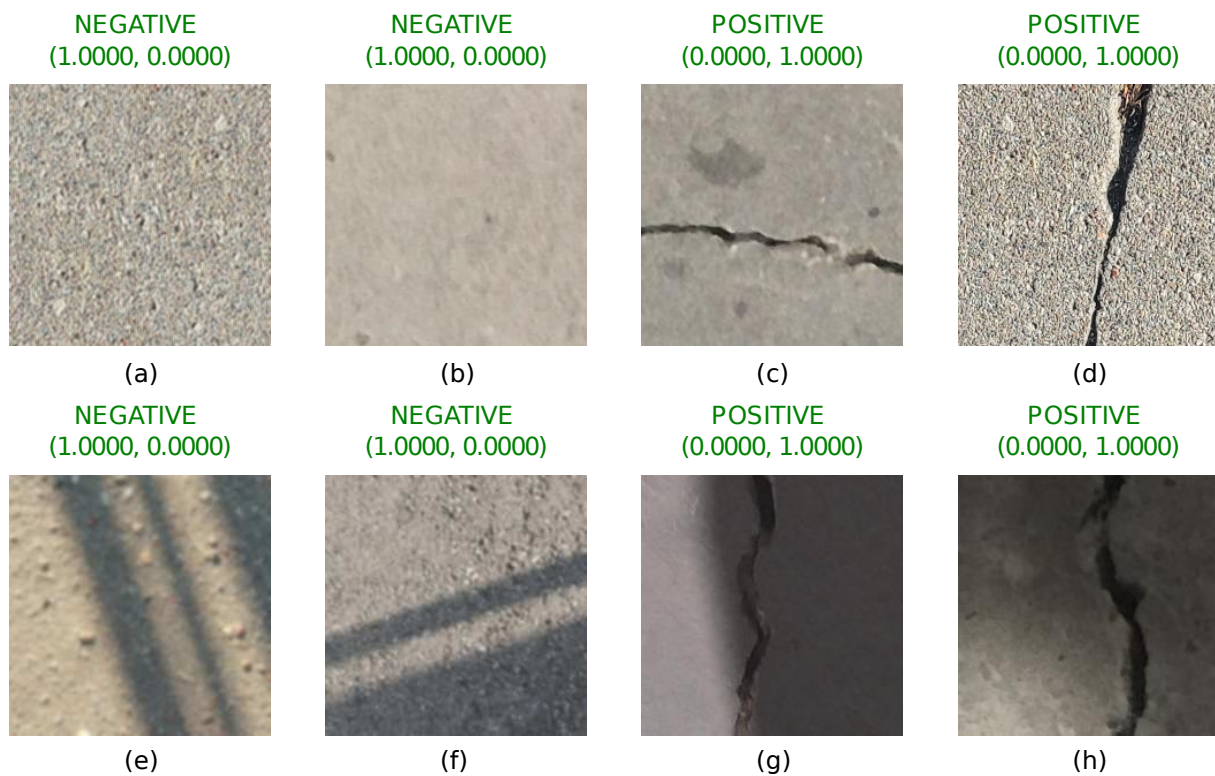 NEGATIVE NEGATIVE POSITIVE POSITIVE
(1.0000, 0.0000) (1.0000, 0.0000) (0.0000, 1.0000) (0.0000, 1.0000)
(a) (b) (c) (d)
NEGATIVE NEGATIVE POSITIVE POSITIVE
(1.0000, 0.0000) (1.0000, 0.0000) (0.0000, 1.0000) (0.0000, 1.0000)
(e) (f) (g) (h)